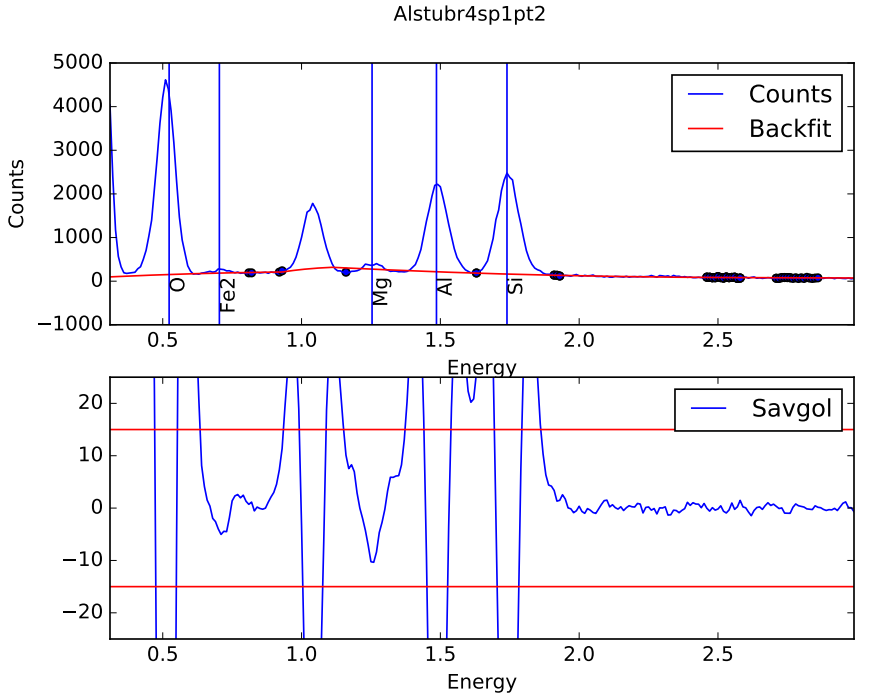 Alstubr4sp1pt2
5000
4000
3000
2000
1000
0
−1000
Counts
Counts
Backfit
O
Fe2
Mg
Al
Si
0.5 1.0 1.5 2.0 2.5
Energy
20
10
0
−10
−20
Savgol
0.5 1.0 1.5 2.0 2.5
Energy